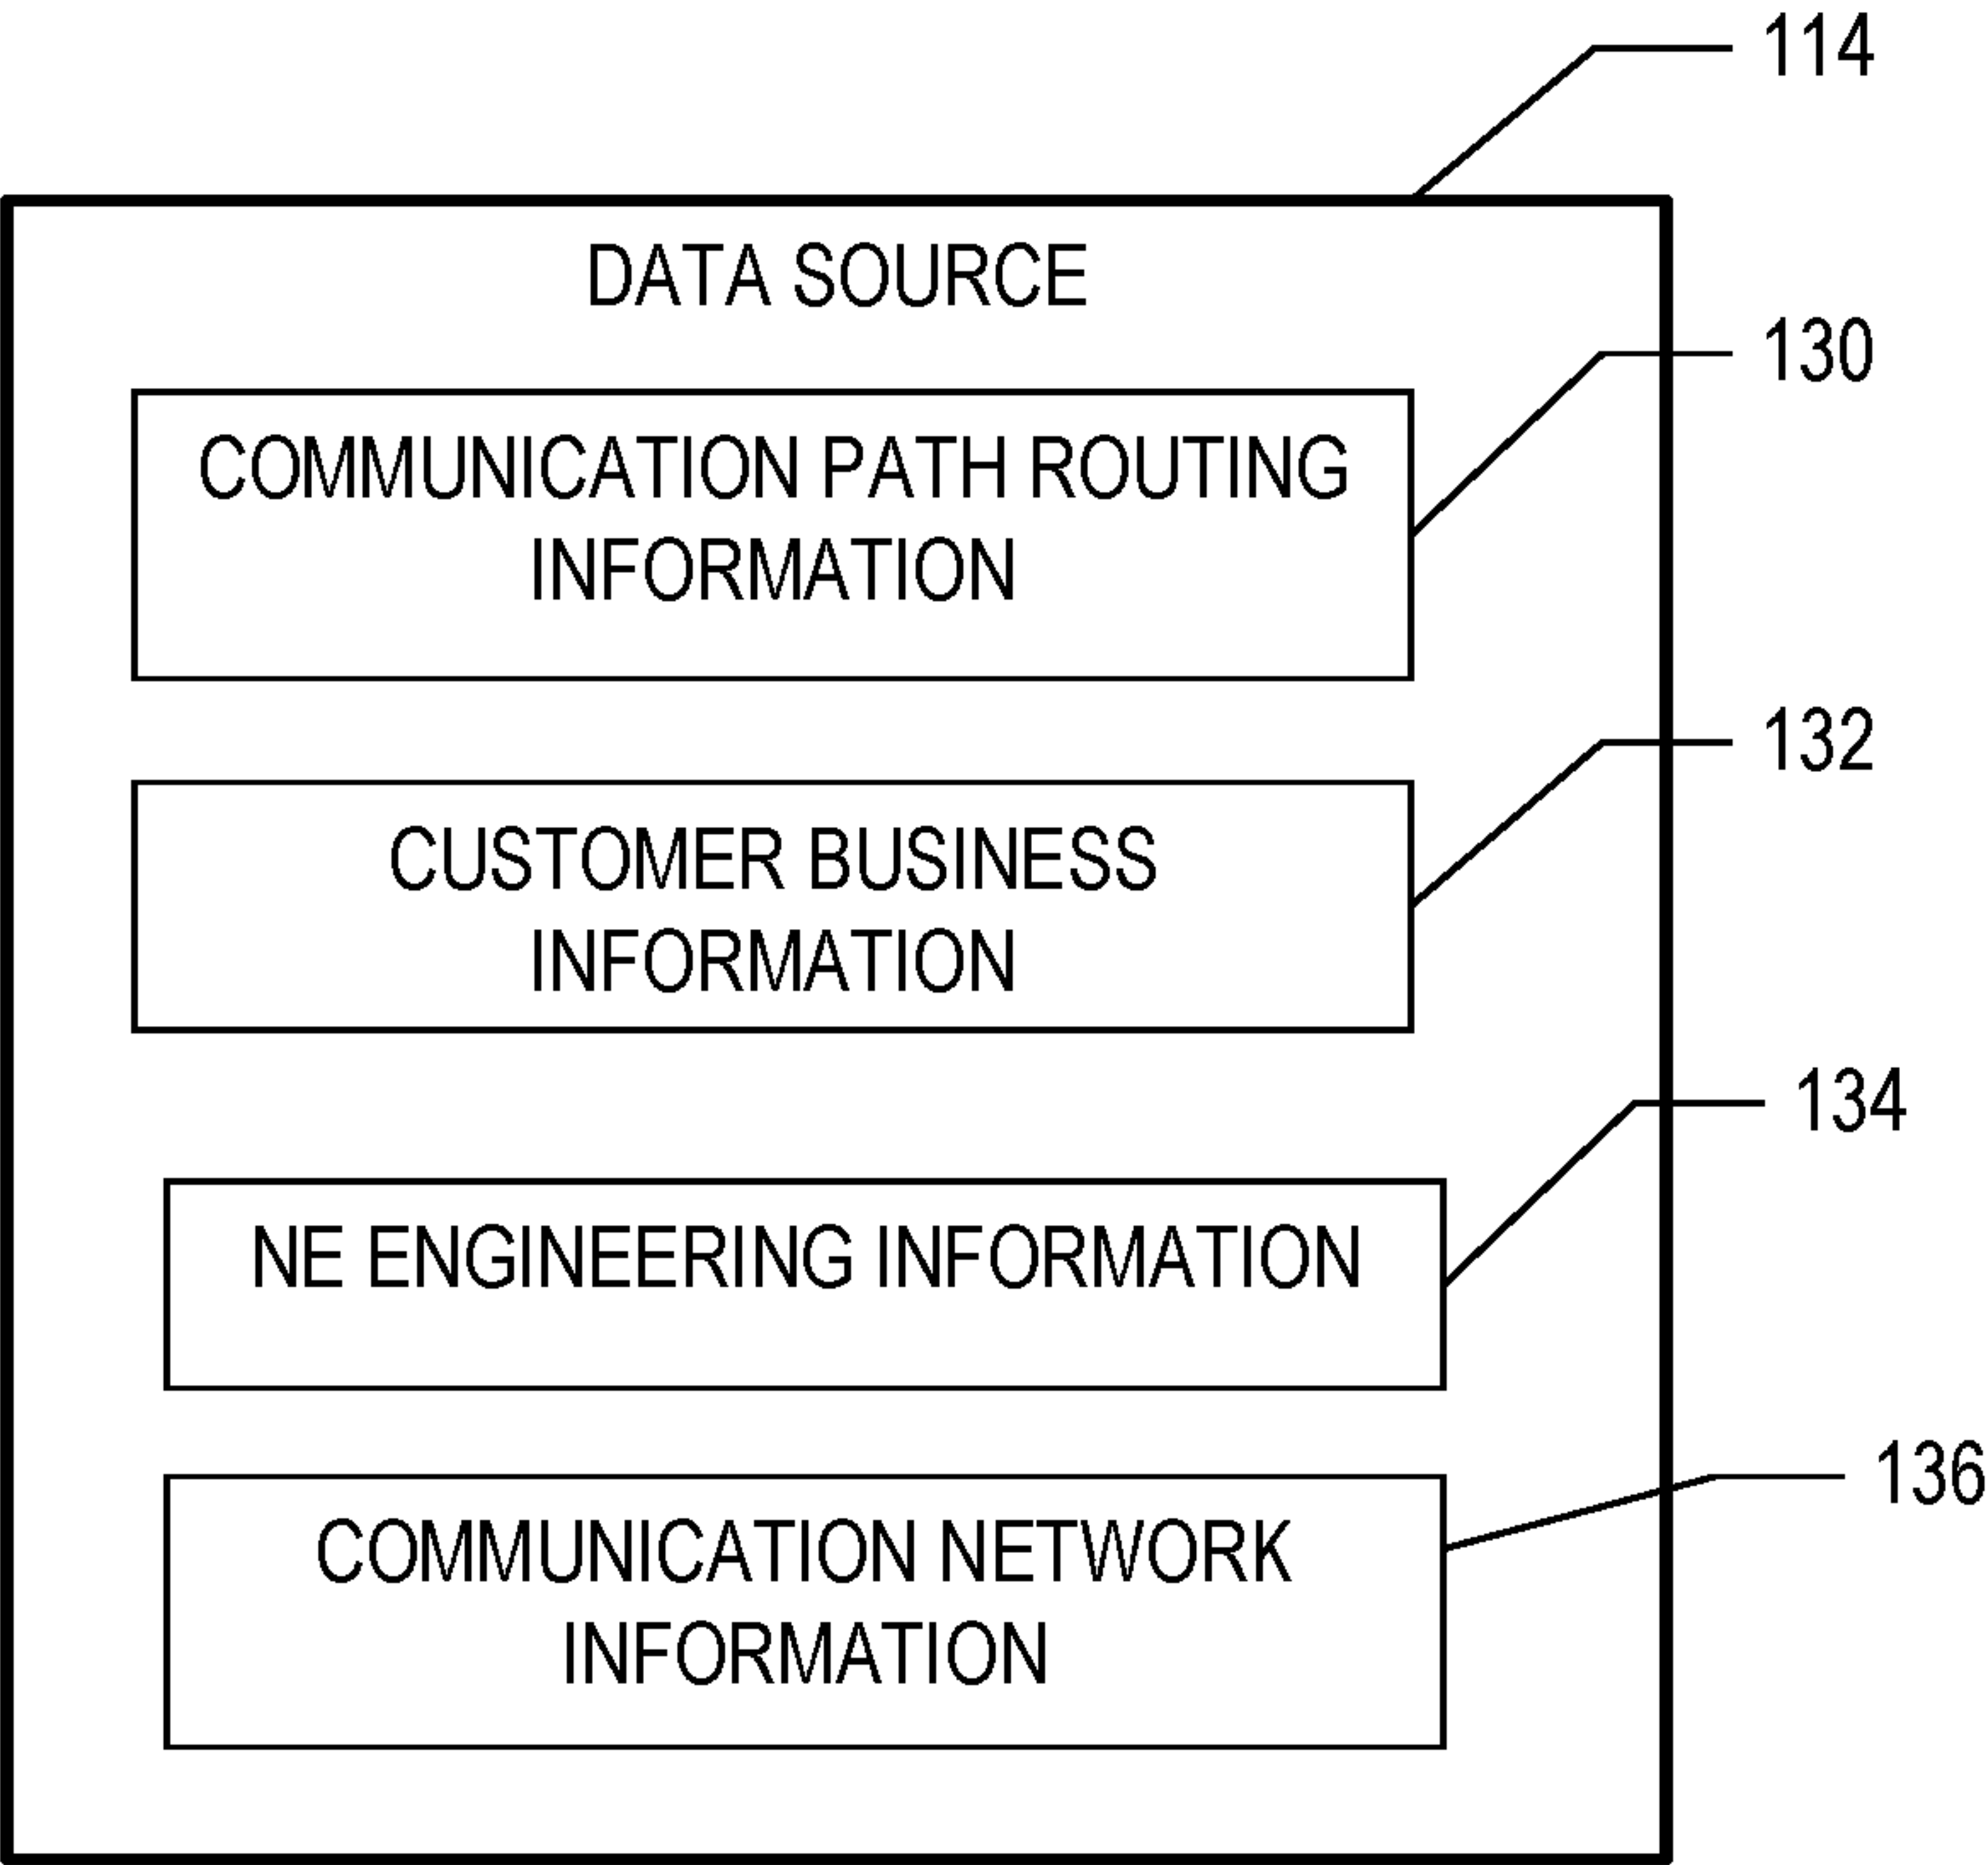 114
DATA SOURCE
130
COMMUNICATION PATH ROUTING
INFORMATION
132
CUSTOMER BUSINESS
INFORMATION
134
NE ENGINEERING INFORMATION
136
COMMUNICATION NETWORK
INFORMATION